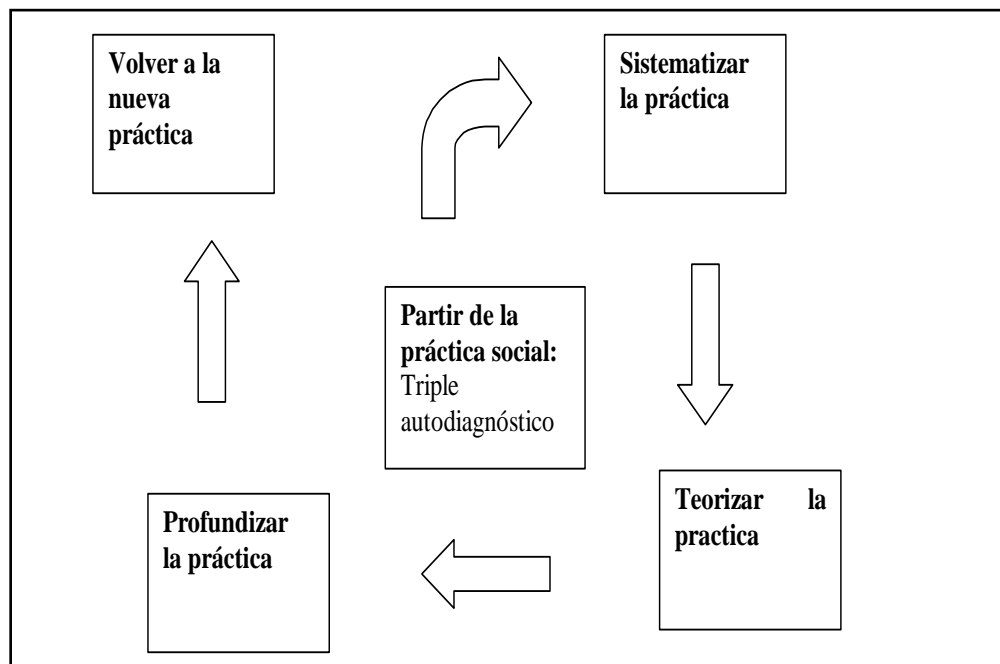 Volver a la
nueva
práctica
Sistematizar
la práctica
Partir de la
práctica social:
Triple
autodiagnóstico
Profundizar
la práctica
Teorizar la
practica